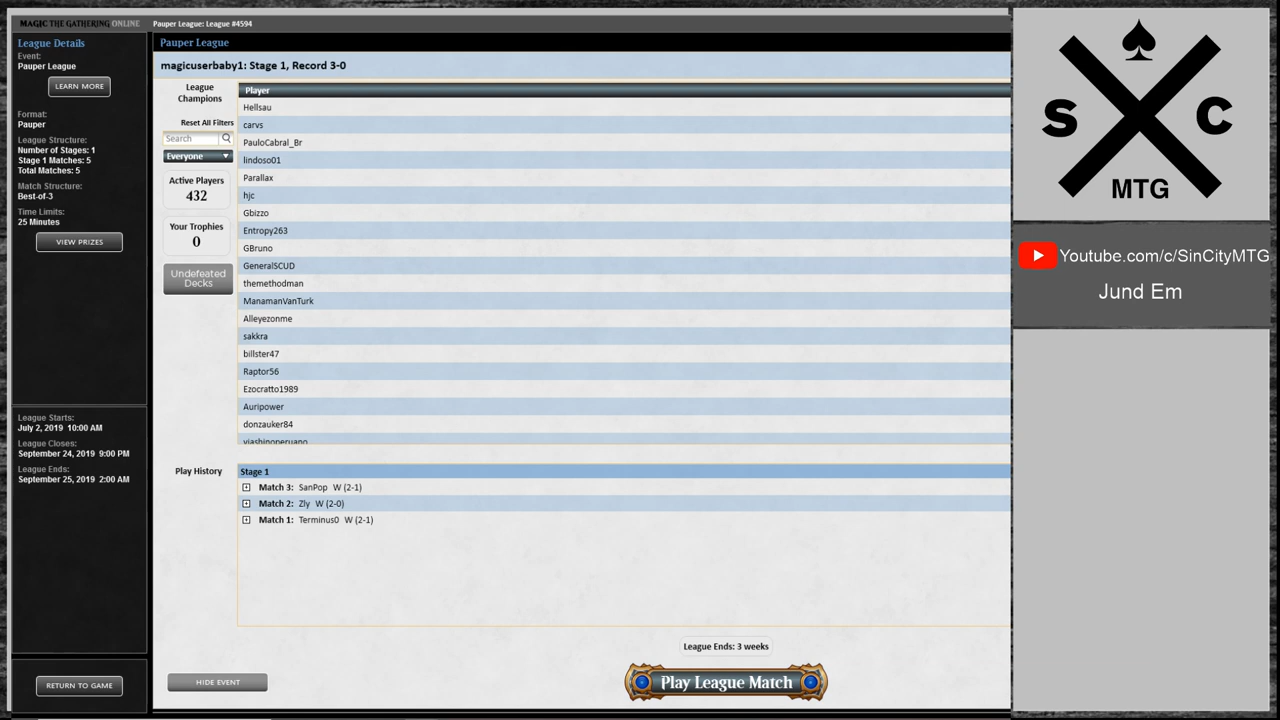 MAGIC THE GATHERING ONLINE
Pauper League: League #4594
League Details
Event:
Pauper League
LEARN MORE
Format:
Pauper
League Structure:
Number of Stages: 1
Stage 1 Matches: 5
Total Matches: 5
Match Structure:
Best-of-3
Time Limits:
25 Minutes
VIEW PRIZES
League Starts:
July 2, 2019 10:00 AM
League Closes:
September 24, 2019 9:00 PM
League Ends:
September 25, 2019 2:00 AM
RETURN TO GAME
Pauper League
magicuserbaby1: Stage 1, Record 3-0
League
Champions
Reset All Filters
Search
Everyone
Active Players
432
Your Trophies
0
Undefeated
Decks
Player
Hellsau
carvs
PauloCabral_Br
lindoso01
Parallax
hjc
Gbizzo
Entropy263
GBruno
GeneralSCUD
themethodman
ManamanVanTurk
Alleyezonme
sakkra
billster47
Raptor56
Ezocratto1989
Auripower
donzauker84
viashinoperuano
Play History
Stage 1
Match 3: SanPop W (2-1)
Match 2: Zly W (2-0)
Match 1: Terminus0 W (2-1)
League Ends: 3 weeks
HIDE EVENT
Play League Match
S C
MTG
Youtube.com/c/SinCityMTG
Jund Em